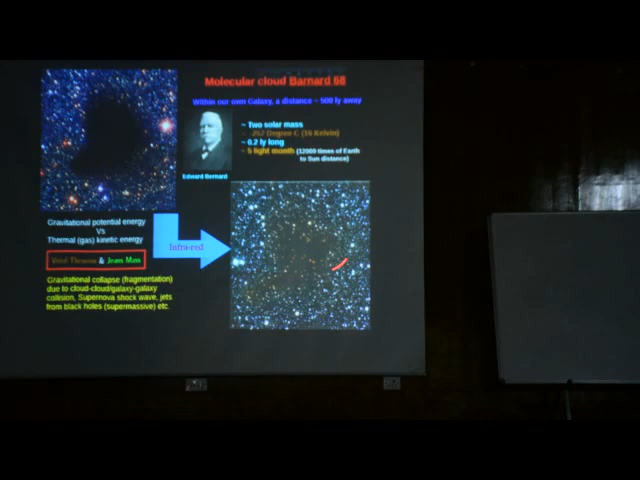 Molecular cloud Barnard 68
Within our own Galaxy, a distance ~ 500 ly away
~ Two solar mass
~ -257 Degree C (16 Kelvin)
~ 0.2 ly long
~ 5 light month (12000 times of Earth
to Sun distance)
Edward Bernard
Gravitational potential energy
Vs
Thermal (gas) kinetic energy
Infra-red
Virial Theorem & Jeans Mass
Gravitational collapse (fragmentation)
due to cloud-cloud/galaxy-galaxy
collision, Supernova shock wave, jets
from black holes (supermassive) etc.